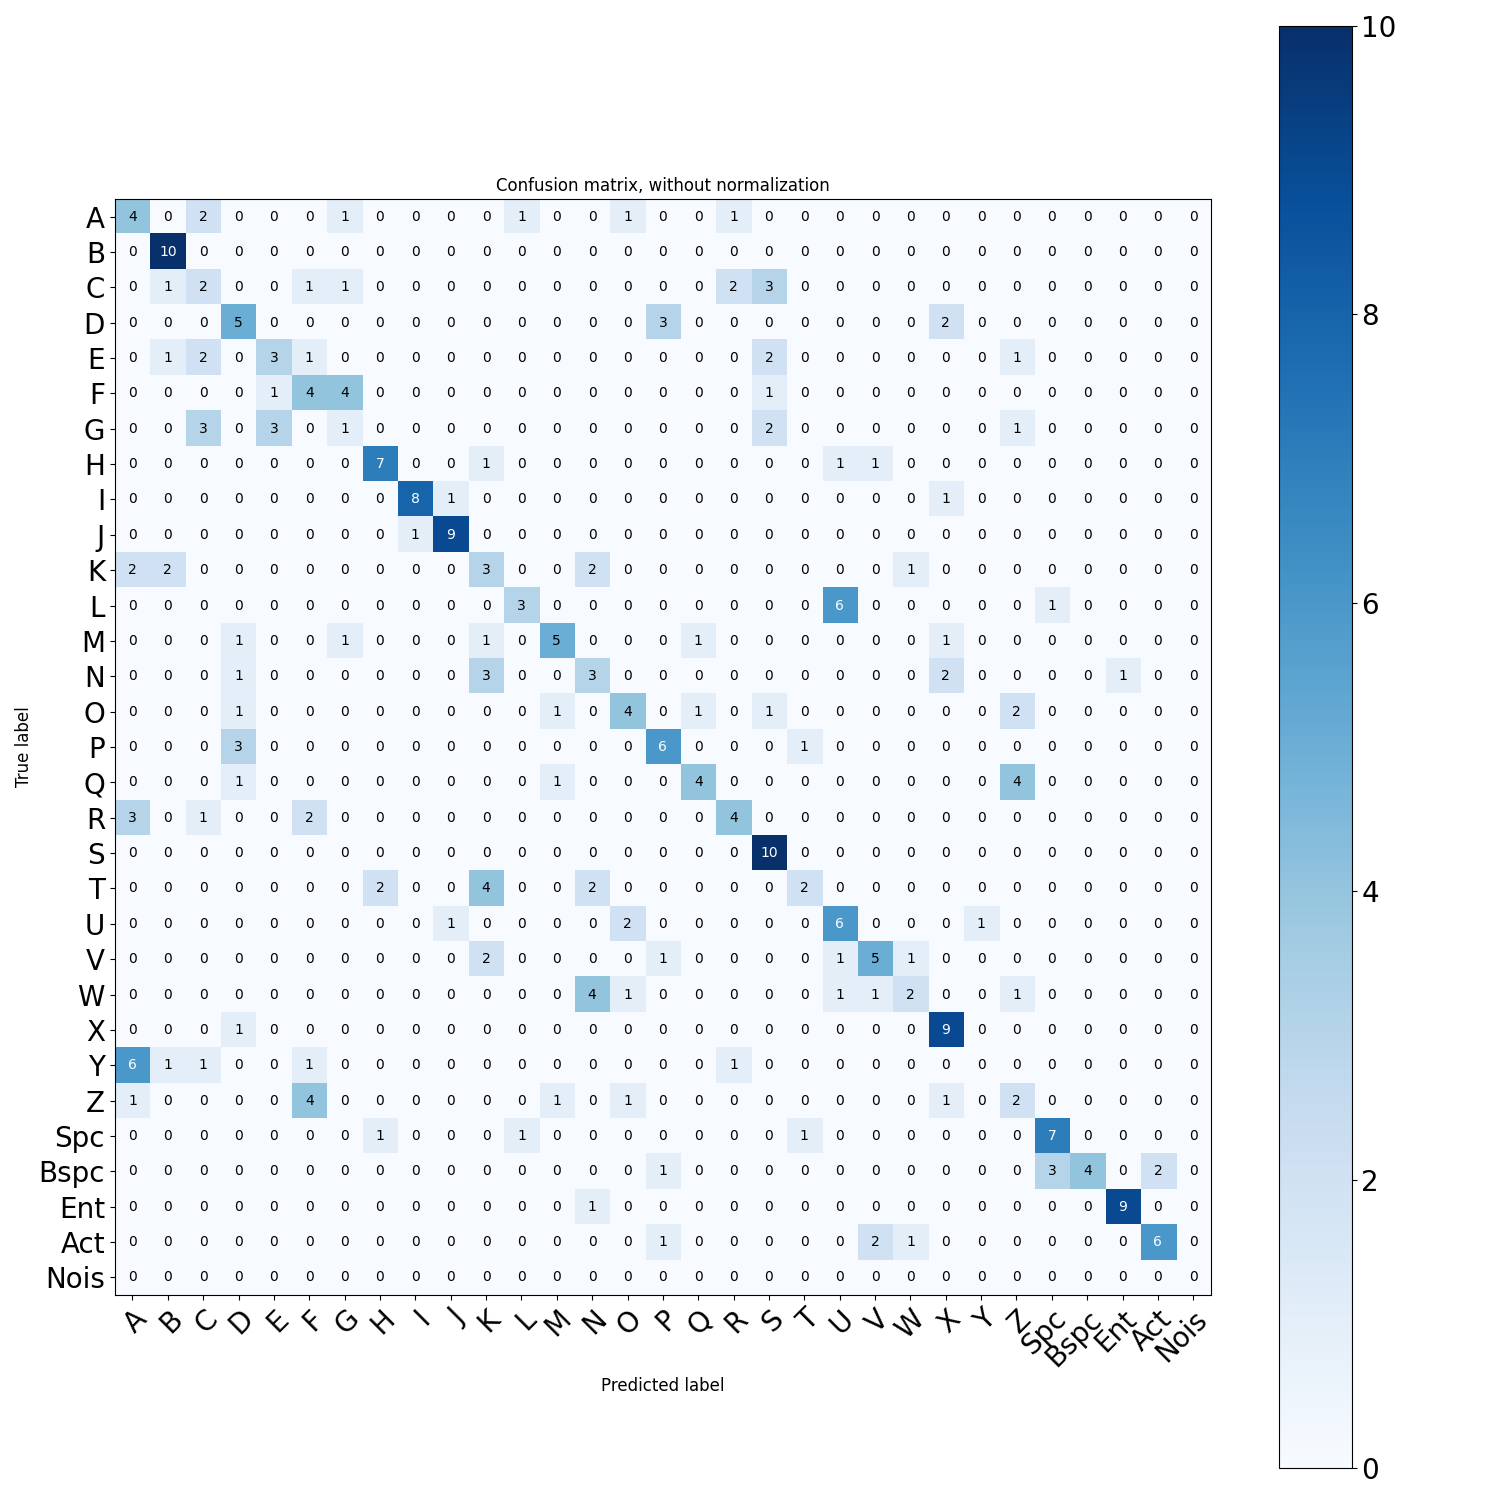 Confusion matrix, without normalization
A 4 0 2 0 0 0 1 0 0 0 0 1 0 0 1 0 0 1 0 0 0 0 0 0 0 0 0 0 0 0 0
B 0 10 0 0 0 0 0 0 0 0 0 0 0 0 0 0 0 0 0 0 0 0 0 0 0 0 0 0 0 0 0
C 0 1 2 0 0 1 1 0 0 0 0 0 0 0 0 0 0 2 3 0 0 0 0 0 0 0 0 0 0 0 0
D 0 0 0 5 0 0 0 0 0 0 0 0 0 0 0 3 0 0 0 0 0 0 0 2 0 0 0 0 0 0 0
E 0 1 2 0 3 1 0 0 0 0 0 0 0 0 0 0 0 0 2 0 0 0 0 0 0 1 0 0 0 0 0
F 0 0 0 0 1 4 4 0 0 0 0 0 0 0 0 0 0 0 1 0 0 0 0 0 0 0 0 0 0 0 0
G 0 0 3 0 3 0 1 0 0 0 0 0 0 0 0 0 0 0 2 0 0 0 0 0 0 1 0 0 0 0 0
H 0 0 0 0 0 0 0 7 0 0 1 0 0 0 0 0 0 0 0 0 1 1 0 0 0 0 0 0 0 0 0
I 0 0 0 0 0 0 0 0 8 1 0 0 0 0 0 0 0 0 0 0 0 0 0 1 0 0 0 0 0 0 0
J 0 0 0 0 0 0 0 0 1 9 0 0 0 0 0 0 0 0 0 0 0 0 0 0 0 0 0 0 0 0 0
K 2 2 0 0 0 0 0 0 0 0 3 0 0 2 0 0 0 0 0 0 0 0 1 0 0 0 0 0 0 0 0
L 0 0 0 0 0 0 0 0 0 0 0 3 0 0 0 0 0 0 0 0 6 0 0 0 0 0 1 0 0 0 0
M 0 0 0 1 0 0 1 0 0 0 1 0 5 0 0 0 1 0 0 0 0 0 0 1 0 0 0 0 0 0 0
N 0 0 0 1 0 0 0 0 0 0 3 0 0 3 0 0 0 0 0 0 0 0 0 2 0 0 0 0 1 0 0
O 0 0 0 1 0 0 0 0 0 0 0 0 1 0 4 0 1 0 1 0 0 0 0 0 0 2 0 0 0 0 0
P 0 0 0 3 0 0 0 0 0 0 0 0 0 0 0 6 0 0 0 1 0 0 0 0 0 0 0 0 0 0 0
Q 0 0 0 1 0 0 0 0 0 0 0 0 1 0 0 0 4 0 0 0 0 0 0 0 0 4 0 0 0 0 0
R 3 0 1 0 0 2 0 0 0 0 0 0 0 0 0 0 0 4 0 0 0 0 0 0 0 0 0 0 0 0 0
S 0 0 0 0 0 0 0 0 0 0 0 0 0 0 0 0 0 0 10 0 0 0 0 0 0 0 0 0 0 0 0
T 0 0 0 0 0 0 0 2 0 0 4 0 0 2 0 0 0 0 0 2 0 0 0 0 0 0 0 0 0 0 0
U 0 0 0 0 0 0 0 0 0 1 0 0 0 0 2 0 0 0 0 0 6 0 0 0 1 0 0 0 0 0 0
V 0 0 0 0 0 0 0 0 0 0 2 0 0 0 0 1 0 0 0 0 1 5 1 0 0 0 0 0 0 0 0
W 0 0 0 0 0 0 0 0 0 0 0 0 0 4 1 0 0 0 0 0 1 1 2 0 0 1 0 0 0 0 0
X 0 0 0 1 0 0 0 0 0 0 0 0 0 0 0 0 0 0 0 0 0 0 0 9 0 0 0 0 0 0 0
Y 6 1 1 0 0 1 0 0 0 0 0 0 0 0 0 0 0 1 0 0 0 0 0 0 0 0 0 0 0 0 0
Z 1 0 0 0 0 4 0 0 0 0 0 0 1 0 1 0 0 0 0 0 0 0 0 1 0 2 0 0 0 0 0
Spc 0 0 0 0 0 0 0 1 0 0 0 1 0 0 0 0 0 0 0 1 0 0 0 0 0 0 7 0 0 0 0
Bspc 0 0 0 0 0 0 0 0 0 0 0 0 0 0 0 1 0 0 0 0 0 0 0 0 0 0 3 4 0 2 0
Ent 0 0 0 0 0 0 0 0 0 0 0 0 0 1 0 0 0 0 0 0 0 0 0 0 0 0 0 0 9 0 0
Act 0 0 0 0 0 0 0 0 0 0 0 0 0 0 0 1 0 0 0 0 0 2 1 0 0 0 0 0 0 6 0
Nois 0 0 0 0 0 0 0 0 0 0 0 0 0 0 0 0 0 0 0 0 0 0 0 0 0 0 0 0 0 0 0
A B C D E F G H I J K L M N O P Q R S T U V W X Y Z Spc Bspc Ent Act Nois
Predicted label
True label
10
8
6
4
2
0